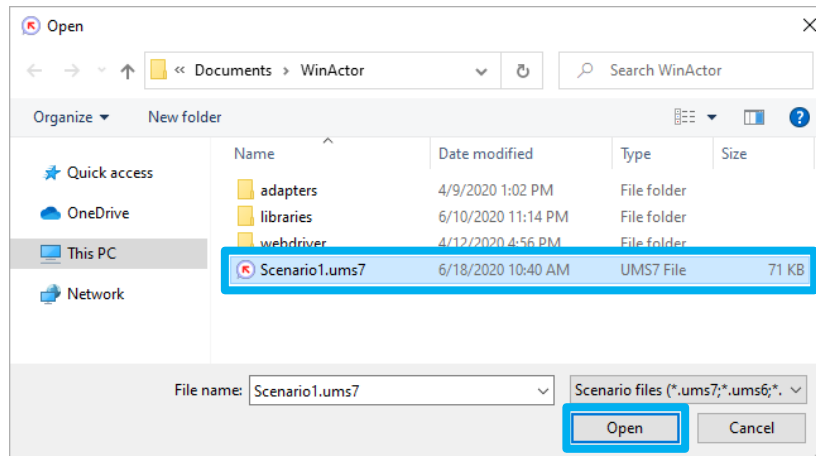 Open
« Documents › WinActor
Search WinActor
Organize
New folder
Name Date modified Type Size
Quick access
OneDrive
This PC
Network
adapters 4/9/2020 1:02 PM File folder
libraries 6/10/2020 11:14 PM File folder
webdriver 4/12/2020 4:56 PM File folder
Scenario1.ums7 6/18/2020 10:40 AM UMS7 File 71 KB
File name: Scenario1.ums7 Scenario files (*.ums7;*.ums6;*.
Open Cancel